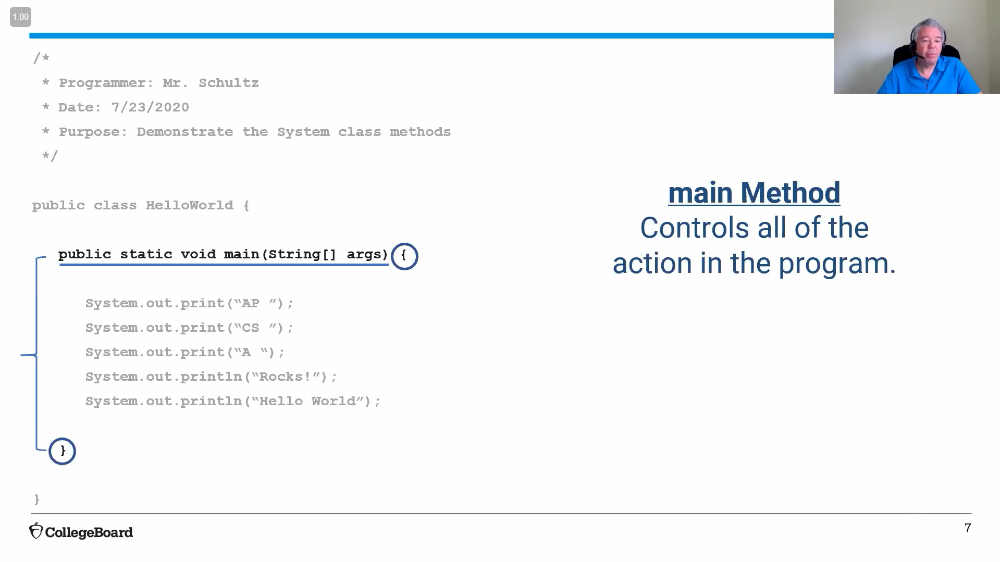 1.00
/*
* Programmer: Mr. Schultz
* Date: 7/23/2020
* Purpose: Demonstrate the System class methods
*/
public class HelloWorld {
public static void main(String[] args) {
System.out.print(“AP ”);
System.out.print(“CS ”);
System.out.print(“A “);
System.out.println(“Rocks!”);
System.out.println(“Hello World”);
}
}
main Method
Controls all of the
action in the program.
CollegeBoard
7